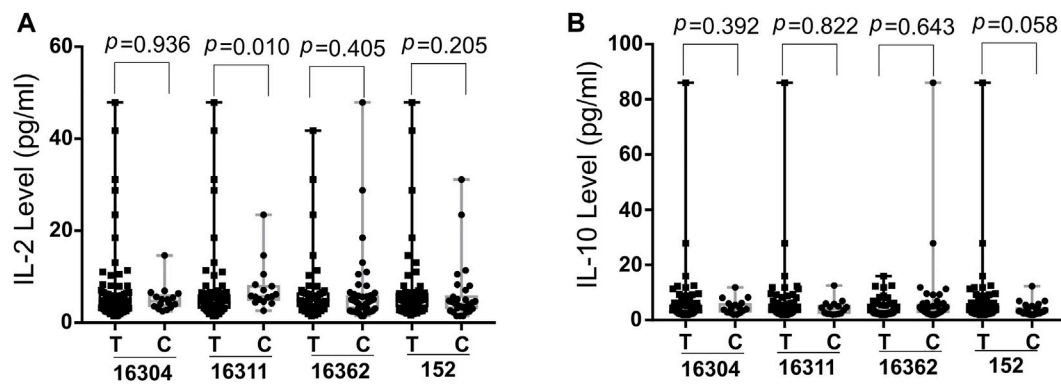 A
p=0.936 p=0.010 p=0.405 p=0.205
IL-2 Level (pg/ml)
60
40
20
0
T C T C T C T C
16304 16311 16362 152
B
p=0.392 p=0.822 p=0.643 p=0.058
IL-10 Level (pg/ml)
100
80
60
40
20
0
T C T C T C T C
16304 16311 16362 152